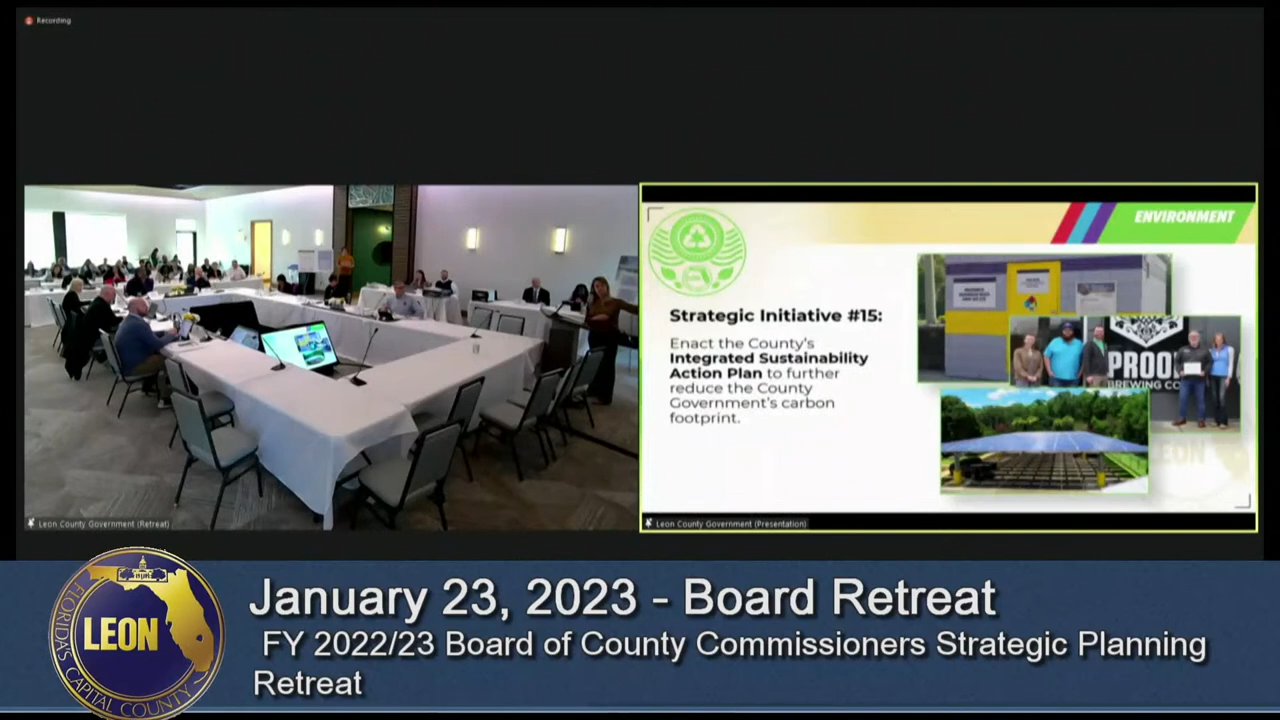 Recording
ENVIRONMENT
Strategic Initiative #15:
Enact the County's
Integrated Sustainability
Action Plan to further
reduce the County
Government's carbon
footprint.
PROO
BREWING CO
LEON
Leon County Government (Retreat)
Leon County Government (Presentation)
FLORIDA'S CAPITAL COUNTY
LEON
January 23, 2023 - Board Retreat
FY 2022/23 Board of County Commissioners Strategic Planning
Retreat